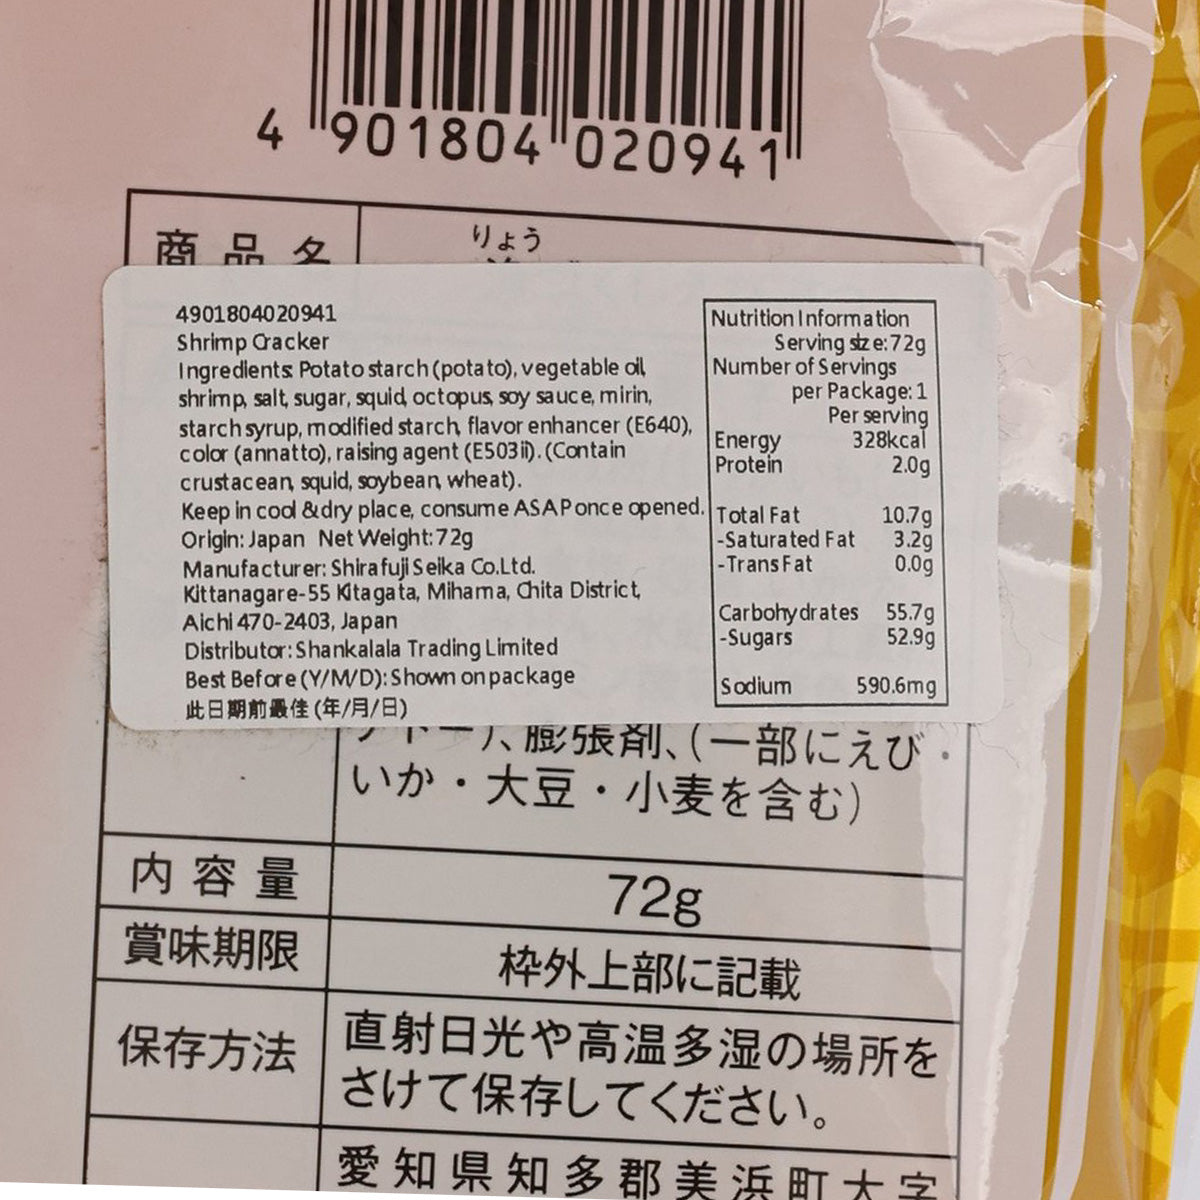 4 901804 020941
商品名
りょう
4901804020941
Shrimp Cracker
Ingredients: Potato starch (potato), vegetable oil,
shrimp, salt, sugar, squid, octopus, soy sauce, mirin,
starch syrup, modified starch, flavor enhancer (E640),
color (annatto), raising agent (E503ii). (Contain
crustacean, squid, soybean, wheat).
Keep in cool & dry place, consume ASAP once opened.
Origin: Japan Net Weight: 72g
Manufacturer: Shirafuji Seika Co.Ltd.
Kittanagare-55 Kitagata, Mihama, Chita District,
Aichi 470-2403, Japan
Distributor: Shankalala Trading Limited
Best Before (Y/M/D): Shown on package
此日期前最佳 (年/月/日)
Nutrition Information
Serving size: 72g
Number of Servings
per Package: 1
Per serving
Energy 328kcal
Protein 2.0g
Total Fat 10.7g
-Saturated Fat 3.2g
-Trans Fat 0.0g
Carbohydrates 55.7g
-Sugars 52.9g
Sodium 590.6mg
ー)、膨張剤、(一部にえび・
いか・大豆・小麦を含む)
内容量 72g
賞味期限 枠外上部に記載
保存方法 直射日光や高温多湿の場所を
さけて保存してください。
愛知県知多郡美浜町大字